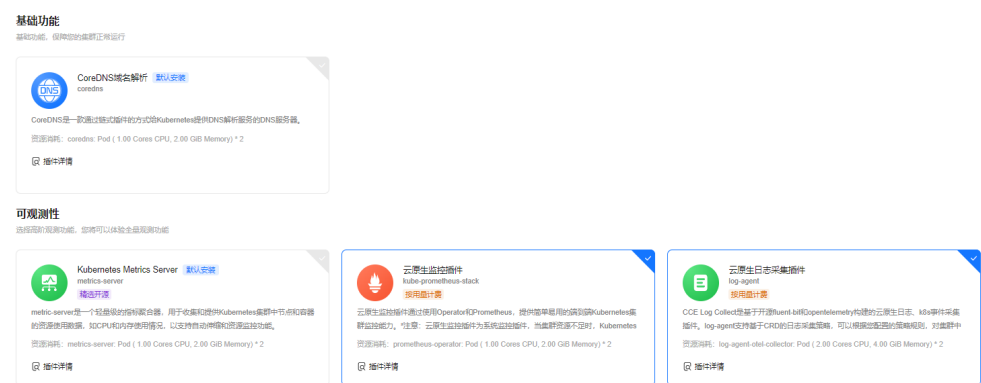 基础功能
基础功能、保障您的集群正常运行
CoreDNS域名解析 默认安装
coredns
CoreDNS是一款通过链式插件的方式给Kubernetes提供DNS解析服务的DNS服务器。
资源消耗: coredns: Pod ( 1.00 Cores CPU, 2.00 GiB Memory) * 2
插件详情
可观测性
选择高阶观测功能、您将可以体验全量观测功能
Kubernetes Metrics Server 默认安装
metrics-server
精选开源
metric-server是一个轻量级的指标聚合器、用于收集和提供Kubernetes集群中节点和容器
的资源使用数据、如CPU和内存使用情况、以支持自动伸缩和资源监控功能。
资源消耗: metrics-server: Pod ( 1.00 Cores CPU, 2.00 GiB Memory) * 2
插件详情
云原生监控插件
kube-prometheus-stack
按用量计费
云原生监控插件通过使用Operator和Prometheus、提供简单易用的端到端Kubernetes集
群监控能力。*注意: 云原生监控插件为系统监控插件、当集群资源不足时、Kubernetes
资源消耗: prometheus-operator: Pod ( 1.00 Cores CPU, 2.00 GiB Memory) * 2
插件详情
云原生日志采集插件
log-agent
按用量计费
CCE Log Collect是基于开源fluent-bit和opentelemetry构建的云原生日志、k8s事件采集
插件。log-agent支持基于CRD的日志采集策略、可以根据您配置的策略规则、对集群中
资源消耗: log-agent-otel-collector: Pod ( 2.00 Cores CPU, 4.00 GiB Memory) * 2
插件详情